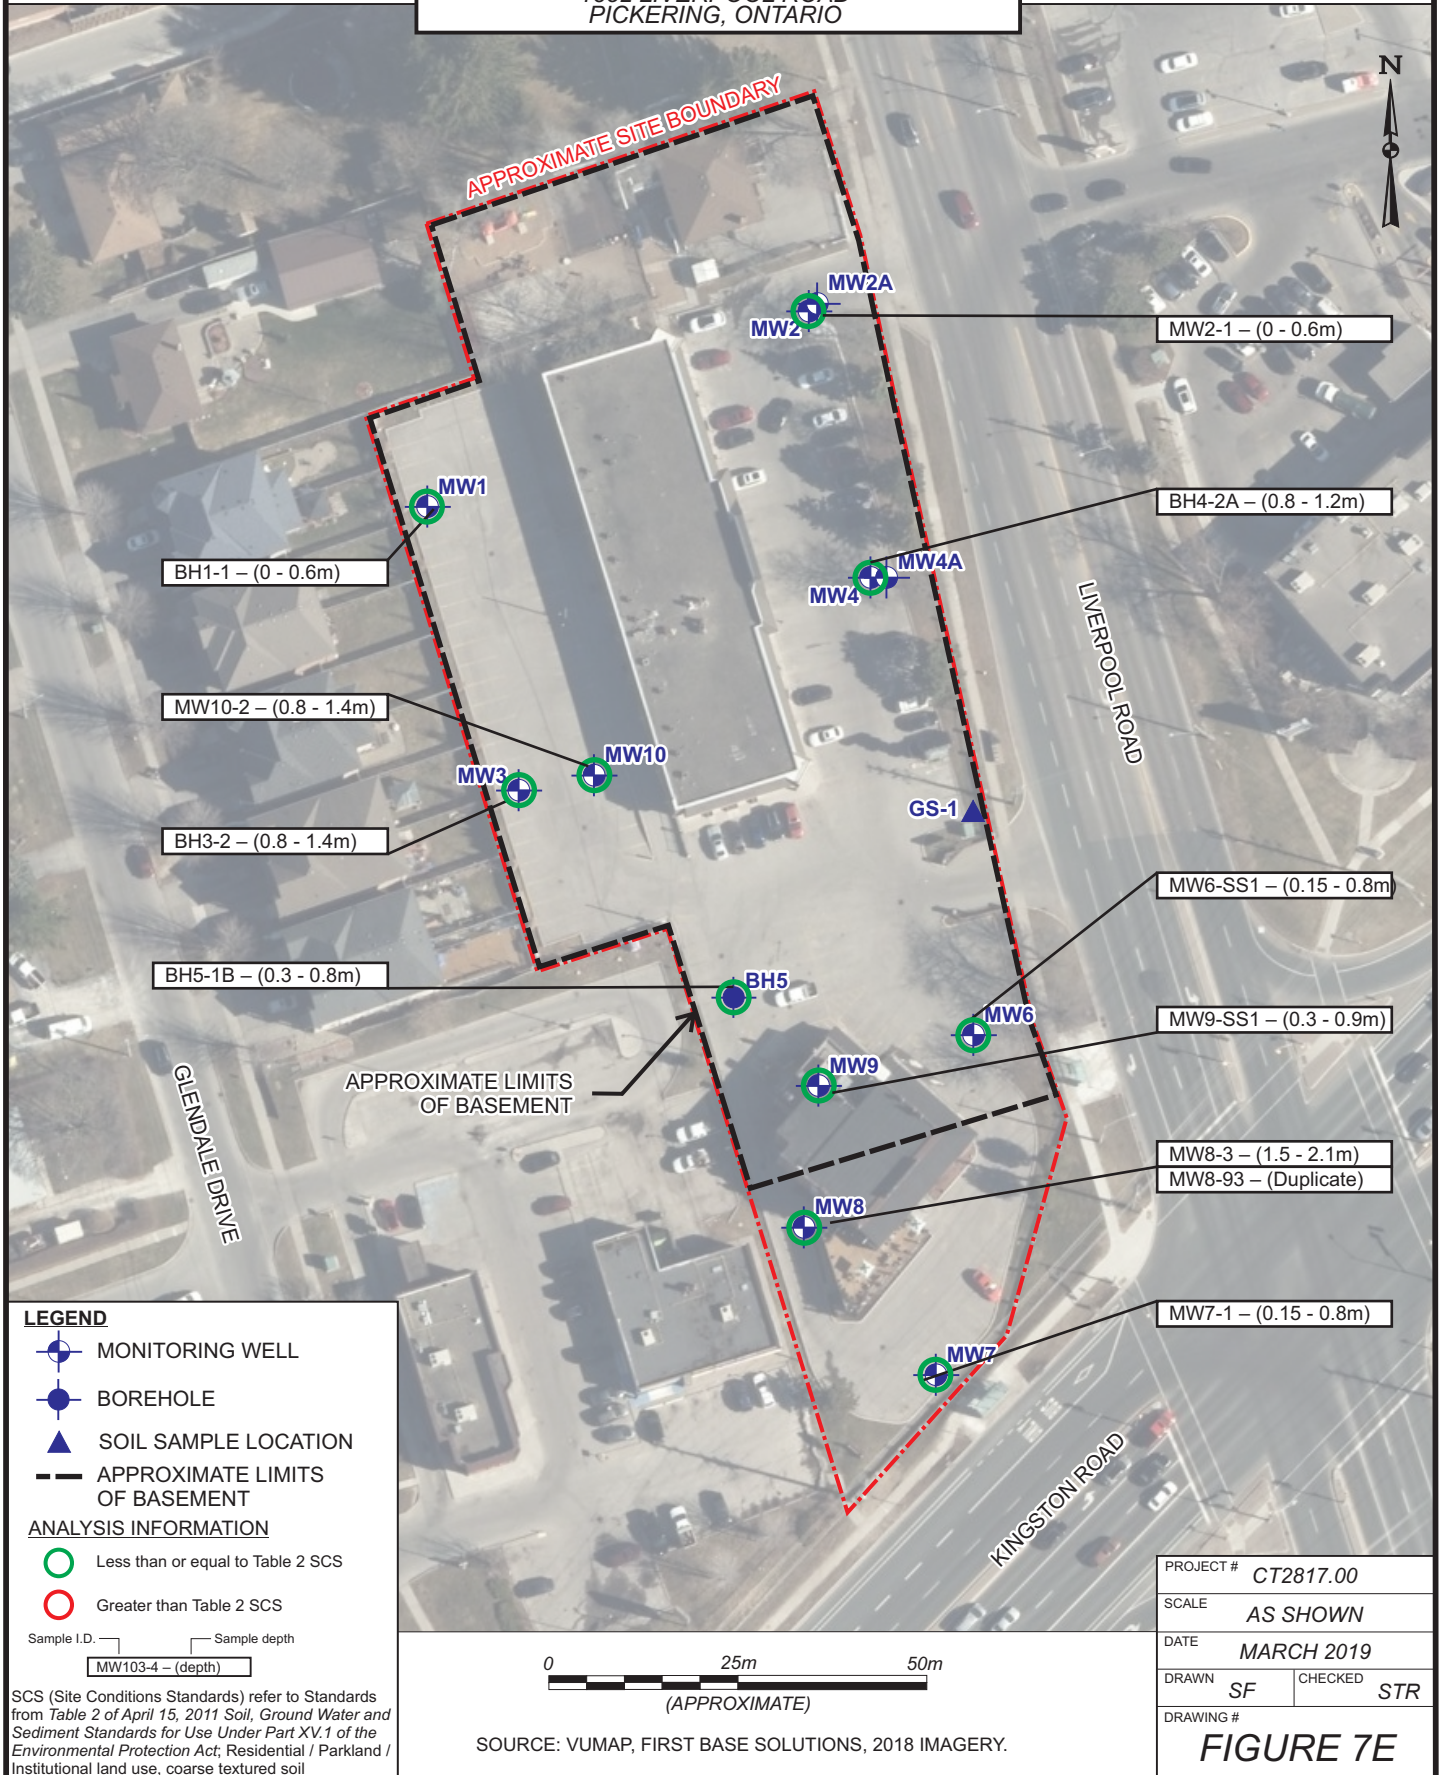 PICKERING, ONTARIO
N
APPROXIMATE SITE BOUNDARY
MW2A
MW2
MW2-1 – (0 - 0.6m)
MW1
BH4-2A – (0.8 - 1.2m)
MW4A
MW4
BH1-1 – (0 - 0.6m)
LIVERPOOL ROAD
MW10-2 – (0.8 - 1.4m)
MW10
MW3
GS-1
BH3-2 – (0.8 - 1.4m)
MW6-SS1 – (0.15 - 0.8m)
BH5-1B – (0.3 - 0.8m)
BH5
MW6
MW9-SS1 – (0.3 - 0.9m)
MW9
APPROXIMATE LIMITS
OF BASEMENT
GLENDALE DRIVE
MW8-3 – (1.5 - 2.1m)
MW8-93 – (Duplicate)
MW8
MW7-1 – (0.15 - 0.8m)
MW7
KINGSTON ROAD
LEGEND
MONITORING WELL
BOREHOLE
SOIL SAMPLE LOCATION
APPROXIMATE LIMITS
OF BASEMENT
ANALYSIS INFORMATION
Less than or equal to Table 2 SCS
Greater than Table 2 SCS
Sample I.D.
Sample depth
MW103-4 – (depth)
SCS (Site Conditions Standards) refer to Standards
from Table 2 of April 15, 2011 Soil, Ground Water and
Sediment Standards for Use Under Part XV.1 of the
Environmental Protection Act; Residential / Parkland /
Institutional land use, coarse textured soil
0 25m 50m
(APPROXIMATE)
SOURCE: VUMAP, FIRST BASE SOLUTIONS, 2018 IMAGERY.
PROJECT # CT2817.00
SCALE AS SHOWN
DATE MARCH 2019
DRAWN SF CHECKED STR
DRAWING #
FIGURE 7E